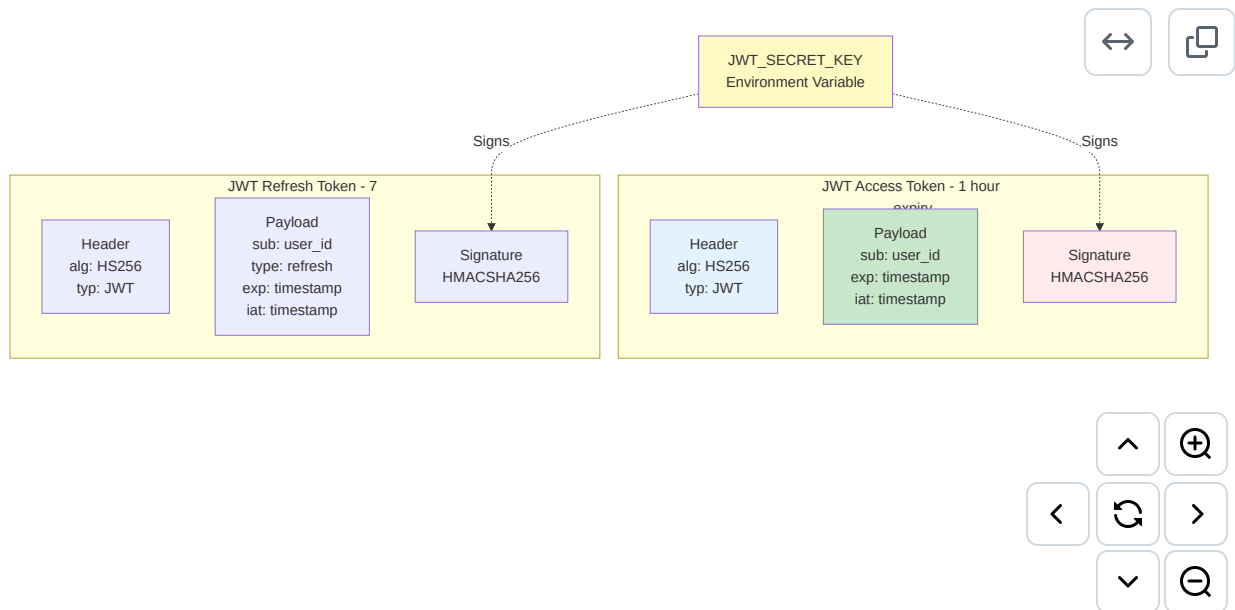 JWT_SECRET_KEY
Environment Variable
Signs
Signs
JWT Refresh Token - 7
Header
alg: HS256
typ: JWT
Payload
sub: user_id
type: refresh
exp: timestamp
iat: timestamp
Signature
HMACSHA256
JWT Access Token - 1 hour
expiry
Header
alg: HS256
typ: JWT
Payload
sub: user_id
exp: timestamp
iat: timestamp
Signature
HMACSHA256